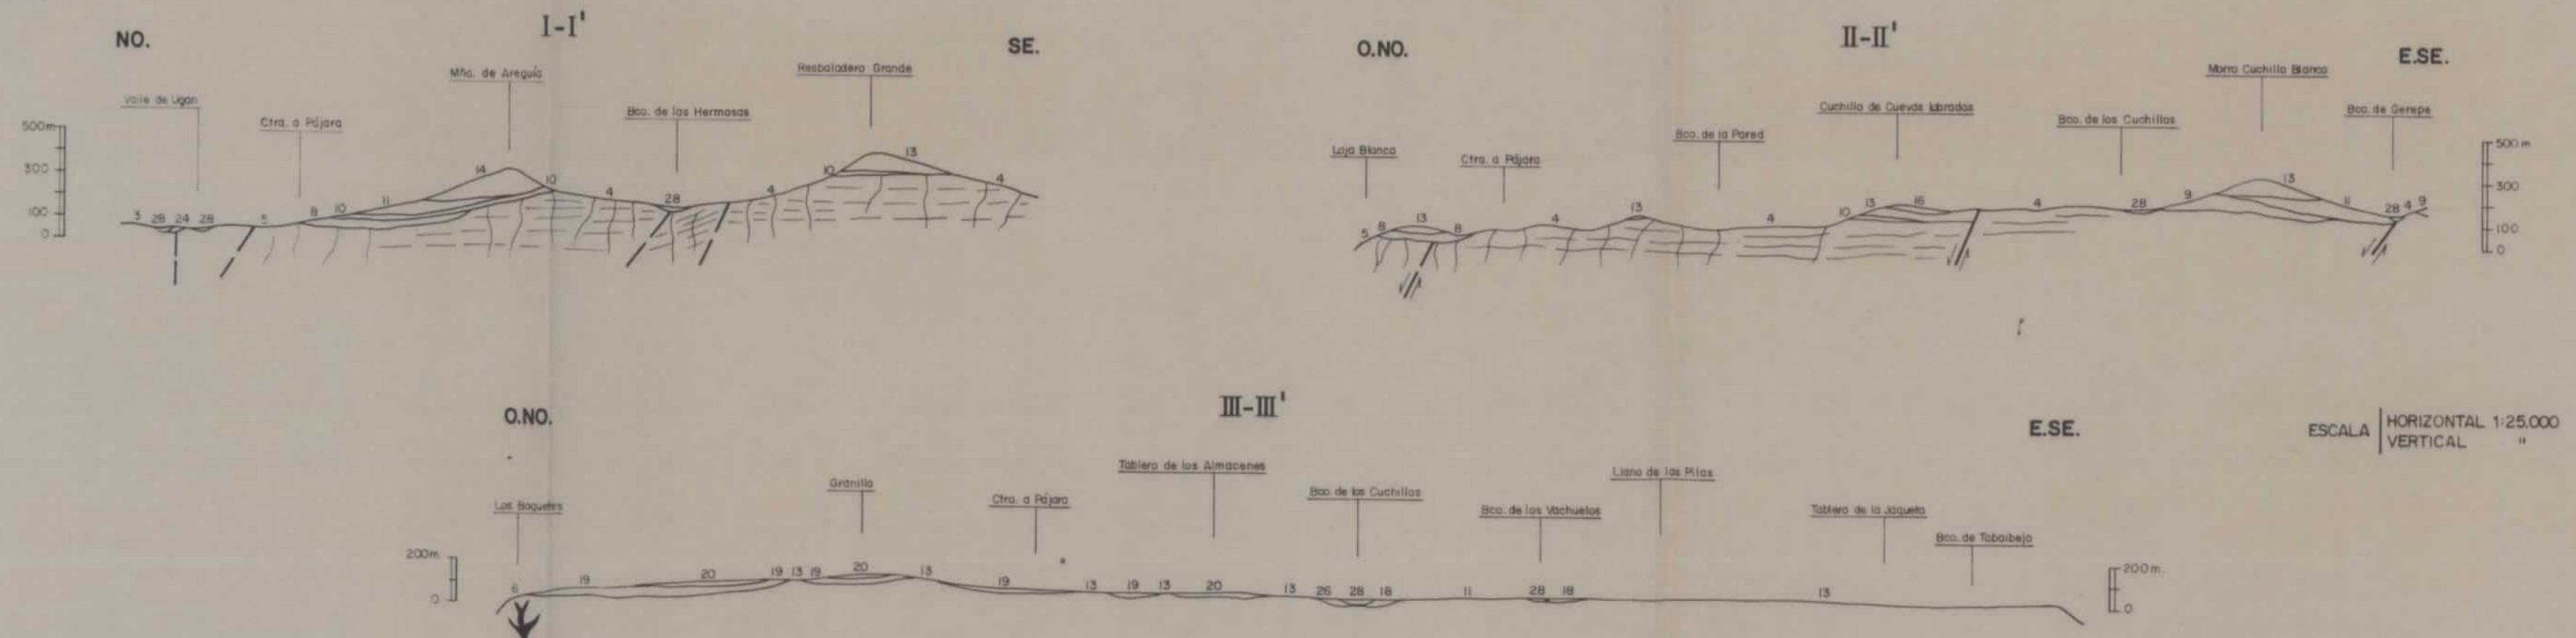 I-I'
NO.
SE.
Valle de Ugan
Ctra. a Pájara
Mña. de Areguía
Bco. de las Hermosas
Resbaladero Grande
500m
300
100
0
3 28 24 28 5 8 10 11 14 10 4 28 4 10 13 4
II-II'
O.NO.
E.SE.
Laja Blanca
Ctra. a Pájara
Bco. de la Pared
Cuchillo de Cuevas labradas
Bco. de los Cuchillos
Morro Cuchillo Blanco
Bco. de Gerepe
500 m
300
100
0
5 8 13 8 4 13 4 10 13 16 4 28 9 13 11 28 4 9
III-III'
O.NO.
E.SE.
ESCALA HORIZONTAL 1:25.000
VERTICAL "
Los Boquetes
Granillo
Ctra. a Pájara
Tablero de los Almacenes
Bco. de los Cuchillos
Bco. de los Vachuelos
Llano de las Pilas
Tablero de la Jaqueta
Bco. de Tabaibejo
200m.
0
6 19 20 19 13 19 20 13 19 13 19 13 20 13 26 28 18 11 28 18 13
200m.
0